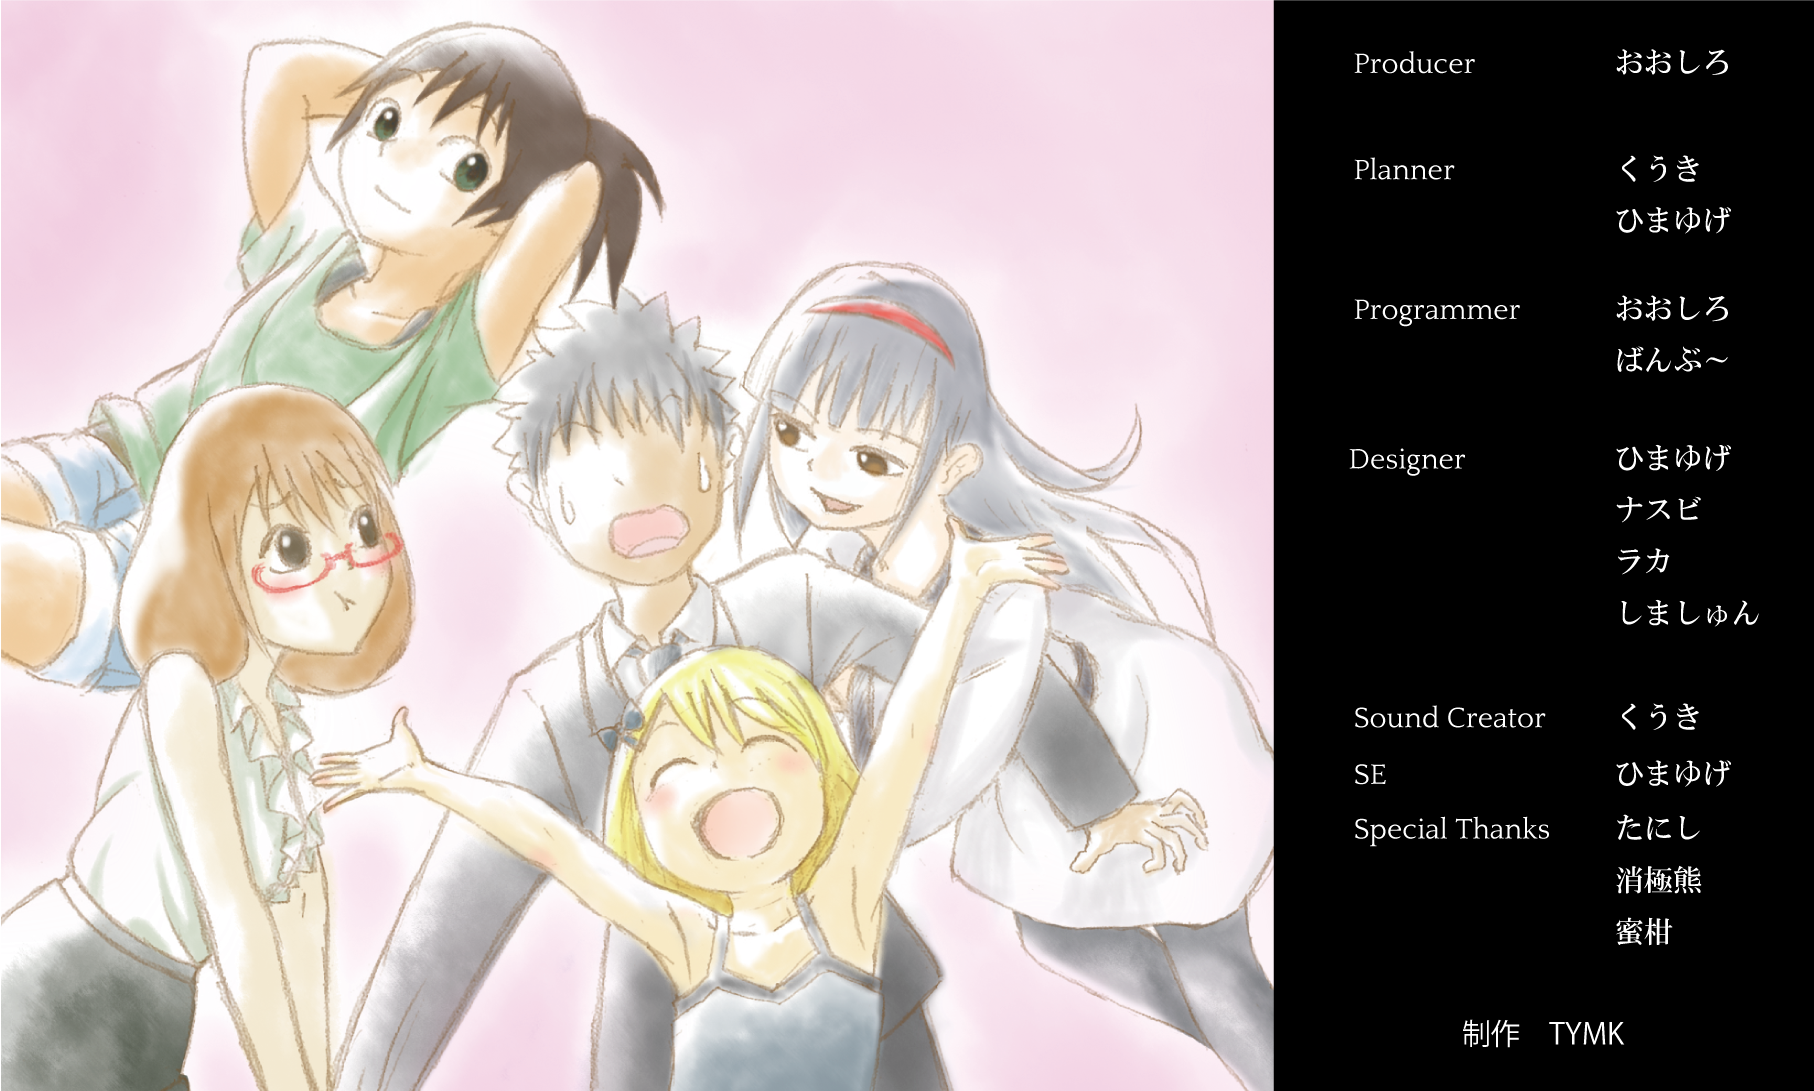 Producer おおしろ
Planner くうき
ひまゆげ
Programmer おおしろ
ばんぶ～
Designer ひまゆげ
ナスビ
ラカ
しましゅん
Sound Creator くうき
SE ひまゆげ
Special Thanks たにし
消極熊
蜜柑
制作 TYMK